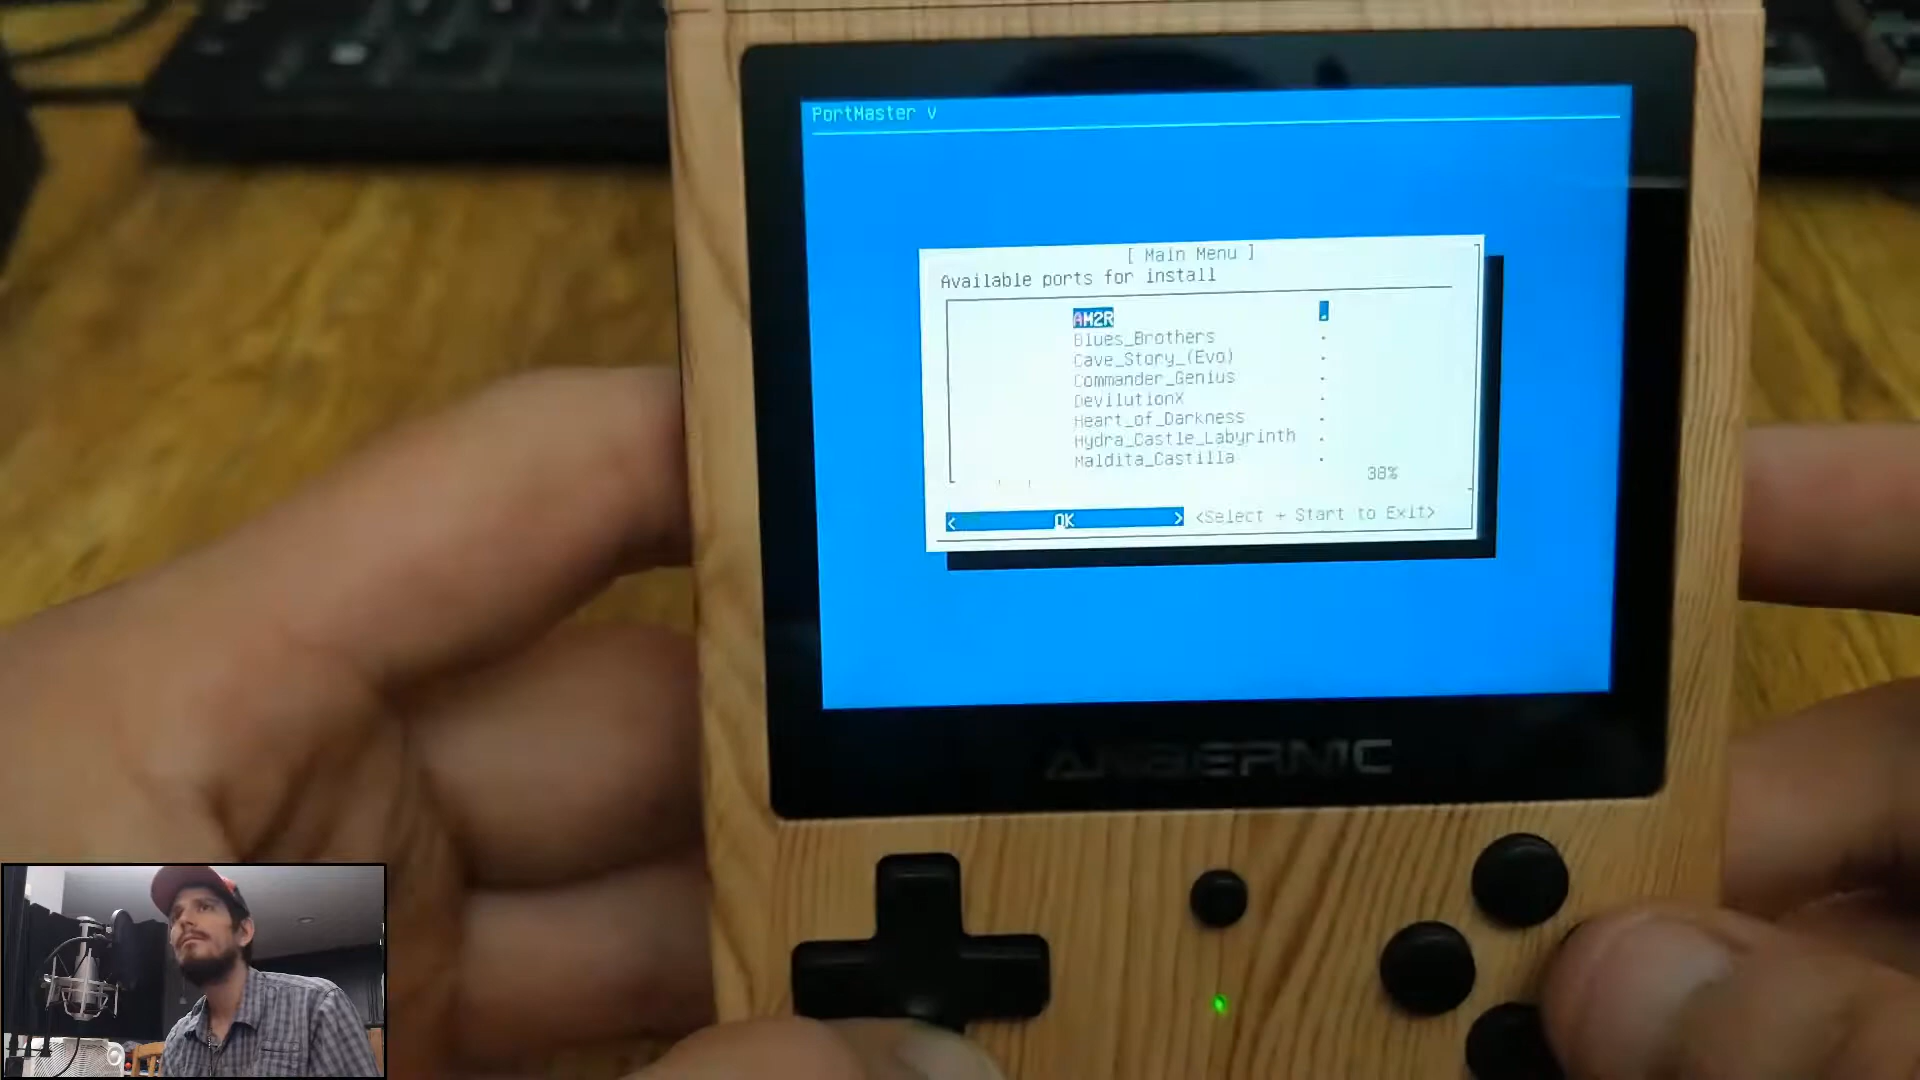 PortMaster v
[ Main Menu ]
Available ports for install
AM2R
Blues_Brothers
Cave_Story_(Evo)
Commander_Genius
DevilutionX
Heart_of_Darkness
Hydra_Castle_Labyrinth
Maldita_Castilla
38%
< OK > <Select + Start to Exit>
ANBERNIC